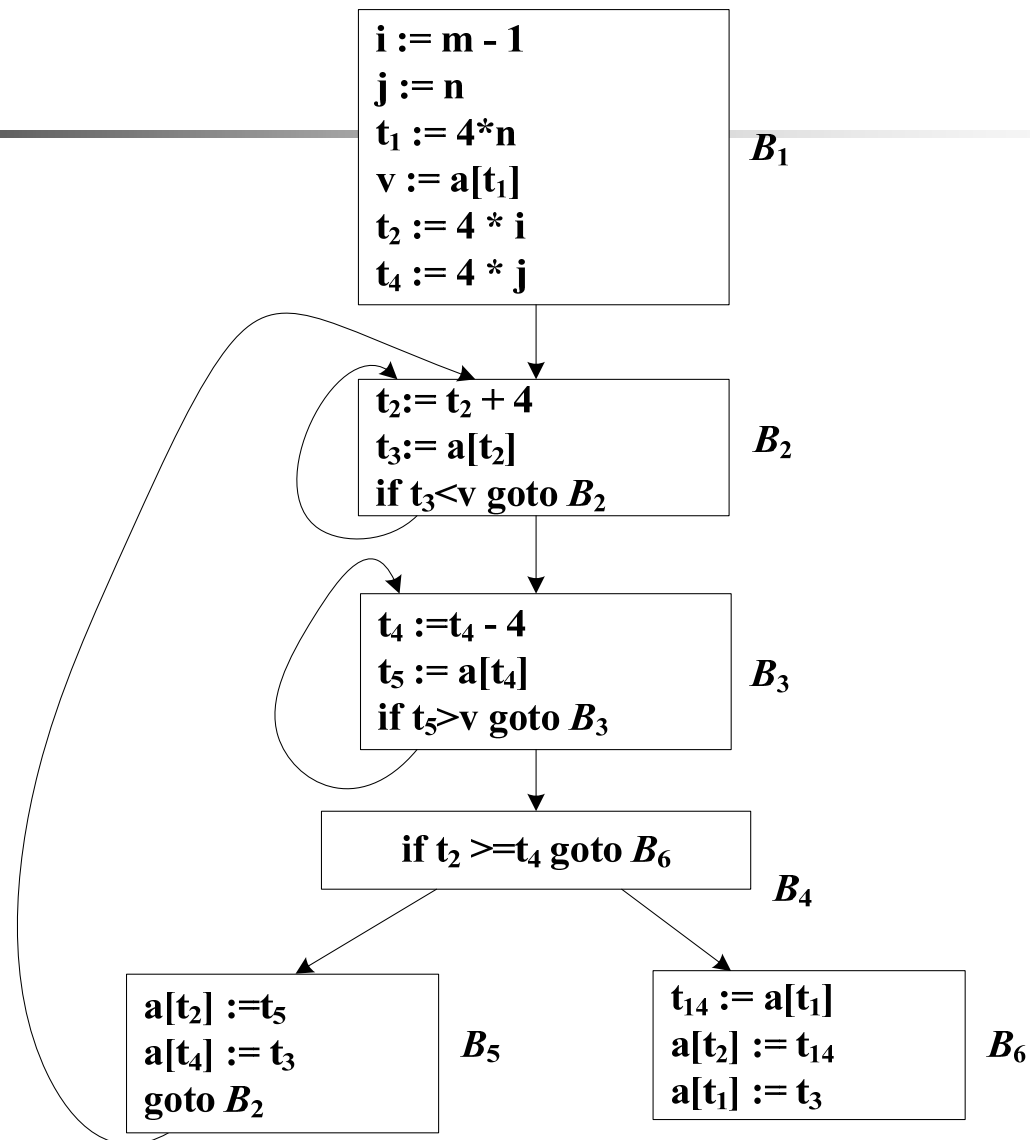 i := m - 1
j := n
t₁ := 4*n
v := a[t₁]
t₂ := 4 * i
t₄ := 4 * j
B₁
t₂:= t₂ + 4
t₃:= a[t₂]
if t₃<v goto B₂
B₂
t₄ :=t₄ - 4
t₅ := a[t₄]
if t₅>v goto B₃
B₃
if t₂ >=t₄ goto B₆
B₄
a[t₂] :=t₅
a[t₄] := t₃
goto B₂
B₅
t₁₄ := a[t₁]
a[t₂] := t₁₄
a[t₁] := t₃
B₆